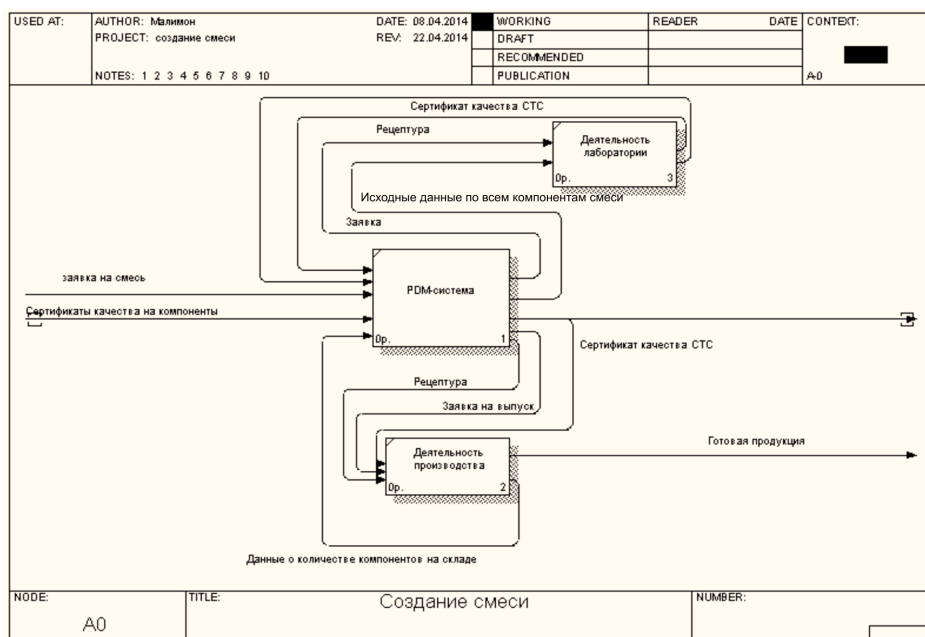 USED AT:
AUTHOR: Малимон
DATE: 08.04.2014
WORKING
READER
DATE
CONTEXT:
PROJECT: создание смеси
REV: 22.04.2014
DRAFT
RECOMMENDED
NOTES: 1 2 3 4 5 6 7 8 9 10
PUBLICATION
A-0
Сертификат качества СТС
Рецептура
Деятельность
лаборатории
0р.
3
Исходные данные по всем компонентам смеси
Заявка
заявка на смесь
PDM-система
Сертификаты качества на компоненты
0р.
1
Сертификат качества СТС
Рецептура
Заявка на выпуск
Готовая продукция
Деятельность
производства
0р.
2
Данные о количестве компонентов на складе
NODE:
TITLE:
Создание смеси
NUMBER:
A0